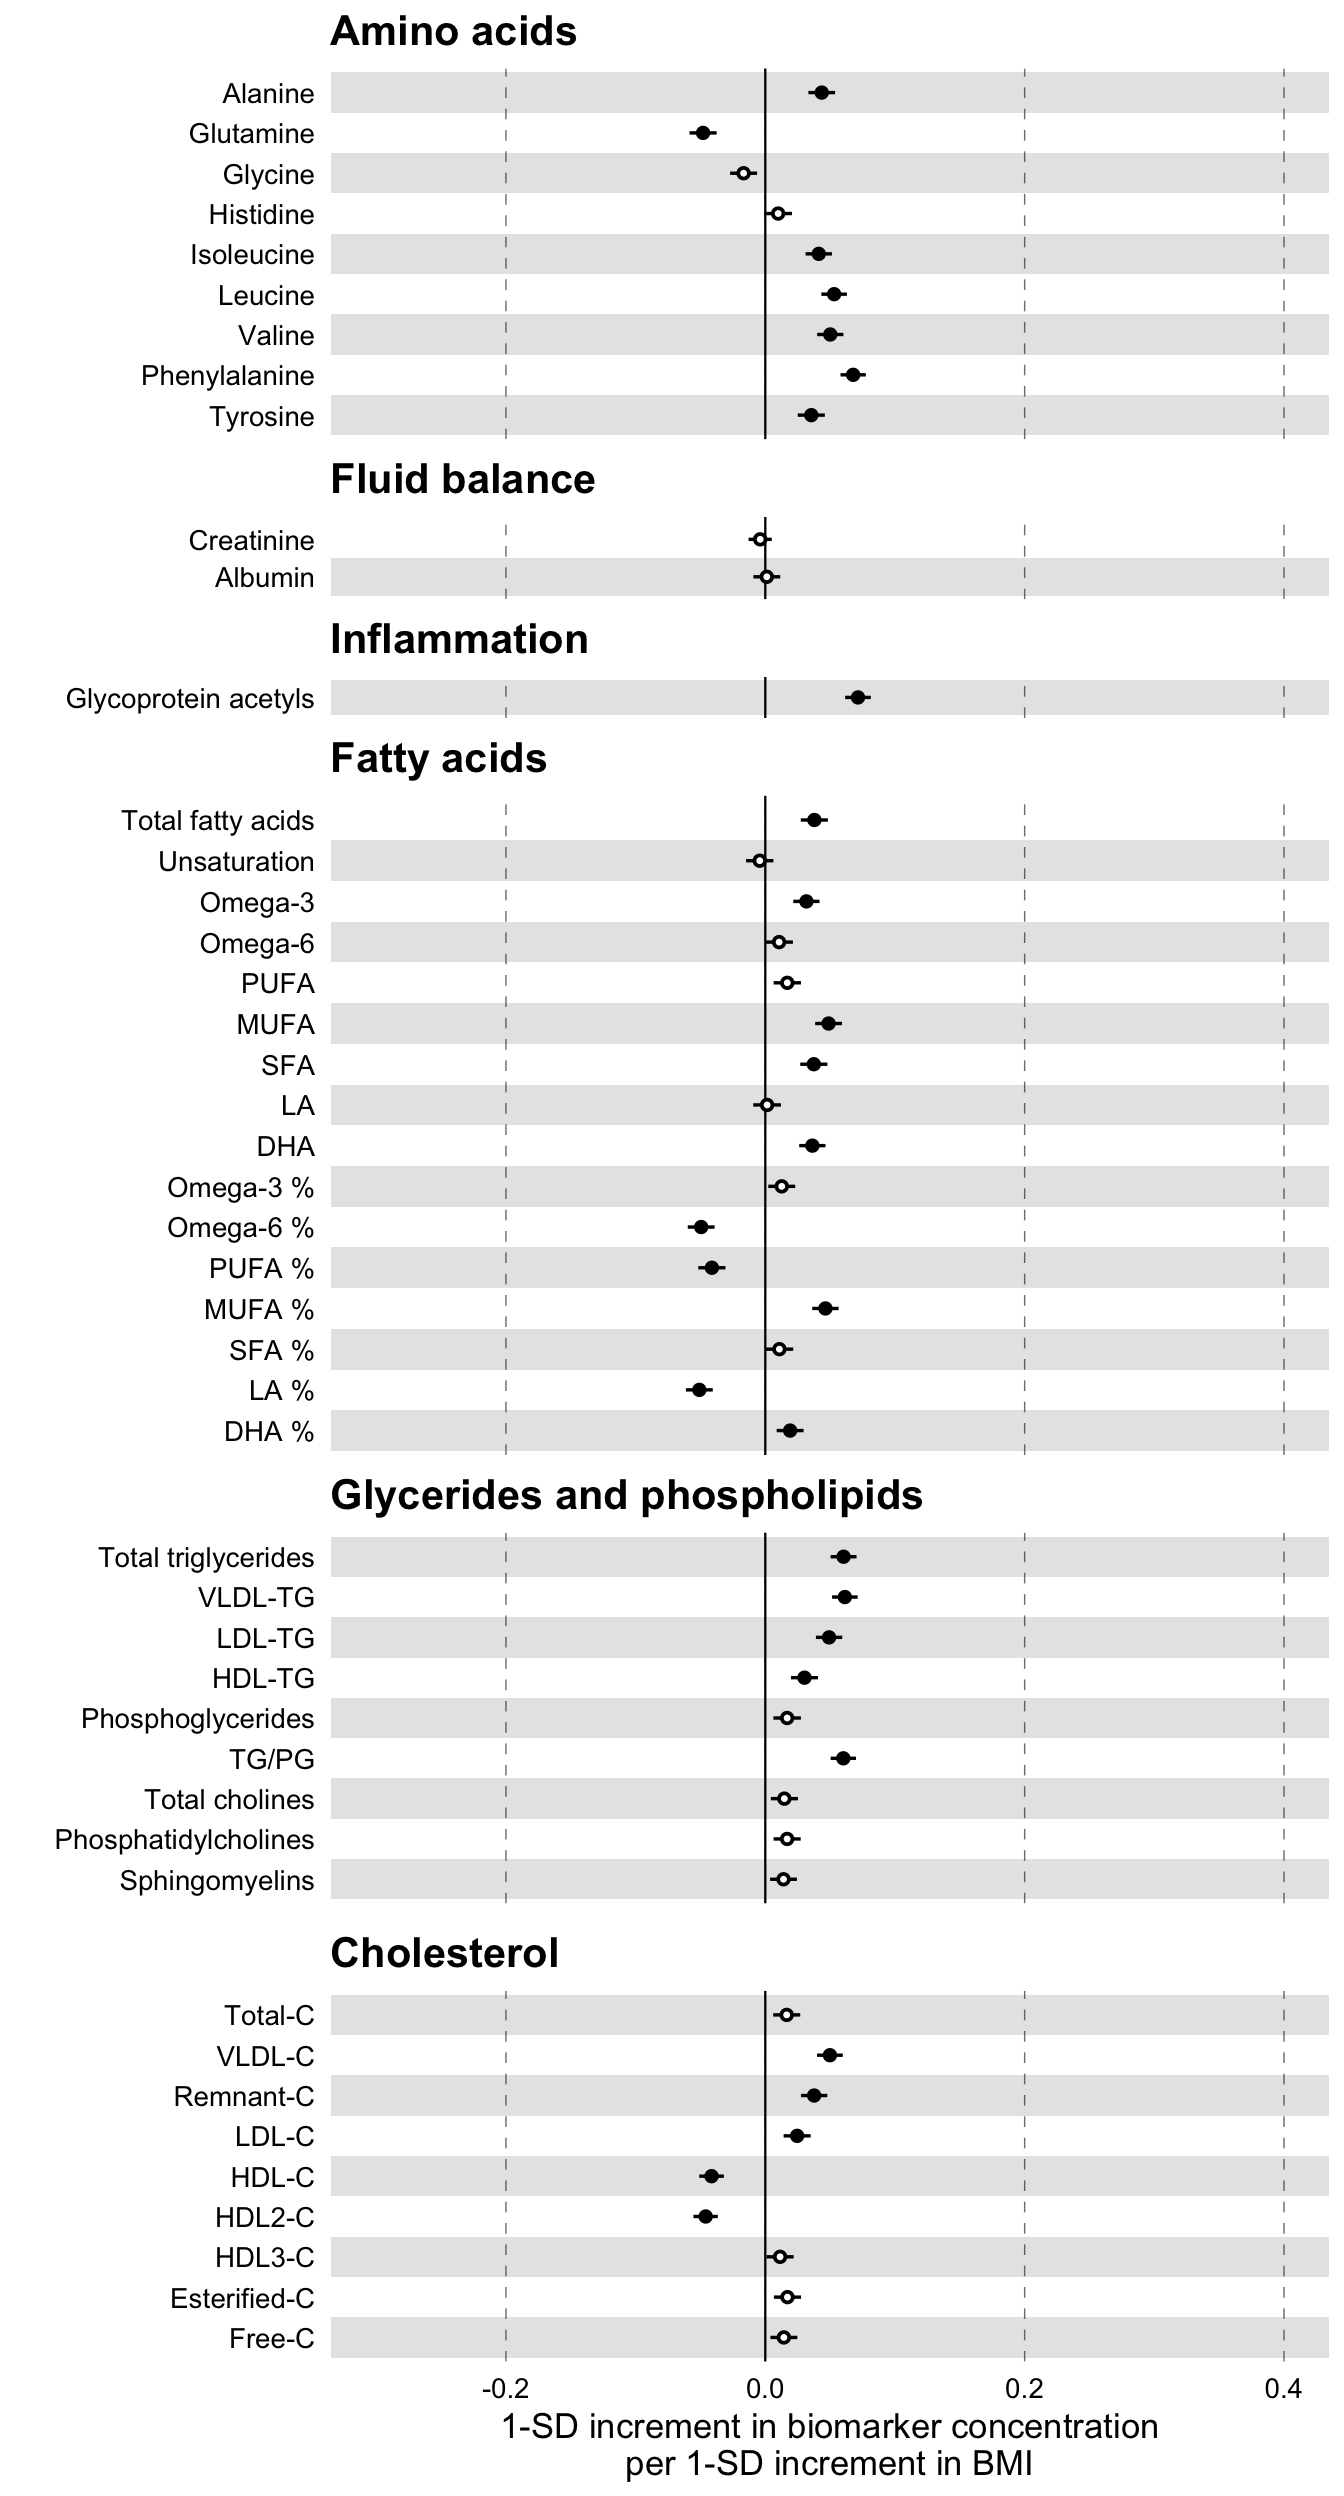 Amino acids
Alanine
Glutamine
Glycine
Histidine
Isoleucine
Leucine
Valine
Phenylalanine
Tyrosine
Fluid balance
Creatinine
Albumin
Inflammation
Glycoprotein acetyls
Fatty acids
Total fatty acids
Unsaturation
Omega-3
Omega-6
PUFA
MUFA
SFA
LA
DHA
Omega-3 %
Omega-6 %
PUFA %
MUFA %
SFA %
LA %
DHA %
Glycerides and phospholipids
Total triglycerides
VLDL-TG
LDL-TG
HDL-TG
Phosphoglycerides
TG/PG
Total cholines
Phosphatidylcholines
Sphingomyelins
Cholesterol
Total-C
VLDL-C
Remnant-C
LDL-C
HDL-C
HDL2-C
HDL3-C
Esterified-C
Free-C
-0.2 0.0 0.2 0.4
1-SD increment in biomarker concentration
per 1-SD increment in BMI